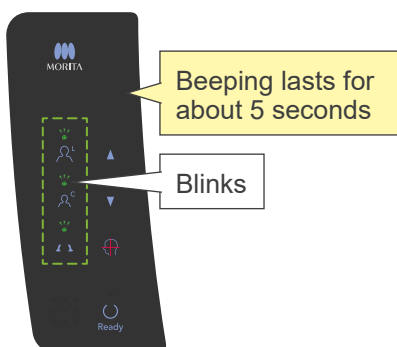 MORITA
Beeping lasts for
about 5 seconds
L
Blinks
C
Ready